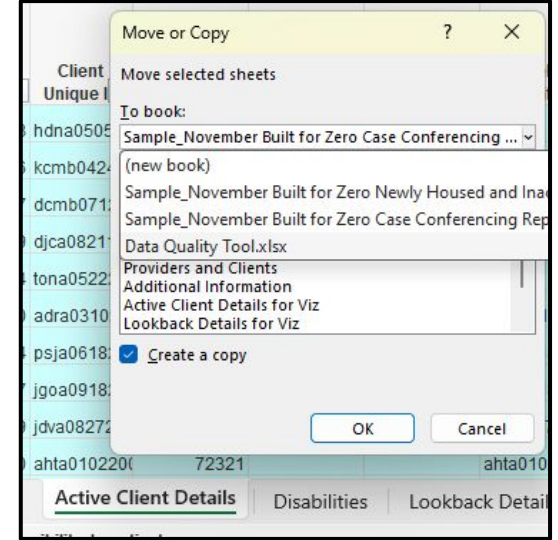 Move or Copy ? ×
Client
Unique I
Move selected sheets
To book:
Sample_November Built for Zero Case Conferencing ...
(new book)
Sample_November Built for Zero Newly Housed and Ina
Sample_November Built for Zero Case Conferencing Rep
Data Quality Tool.xlsx
Providers and Clients
Additional Information
Active Client Details for Viz
Lookback Details for Viz
Create a copy
OK Cancel
hdna0505
kcmb042
dcmb071
djca0821
tona0522
adra0310
psja0618
jgoa0918
jdva0827
ahta0102200 72321 ahta010
Active Client Details Disabilities Lookback Detail